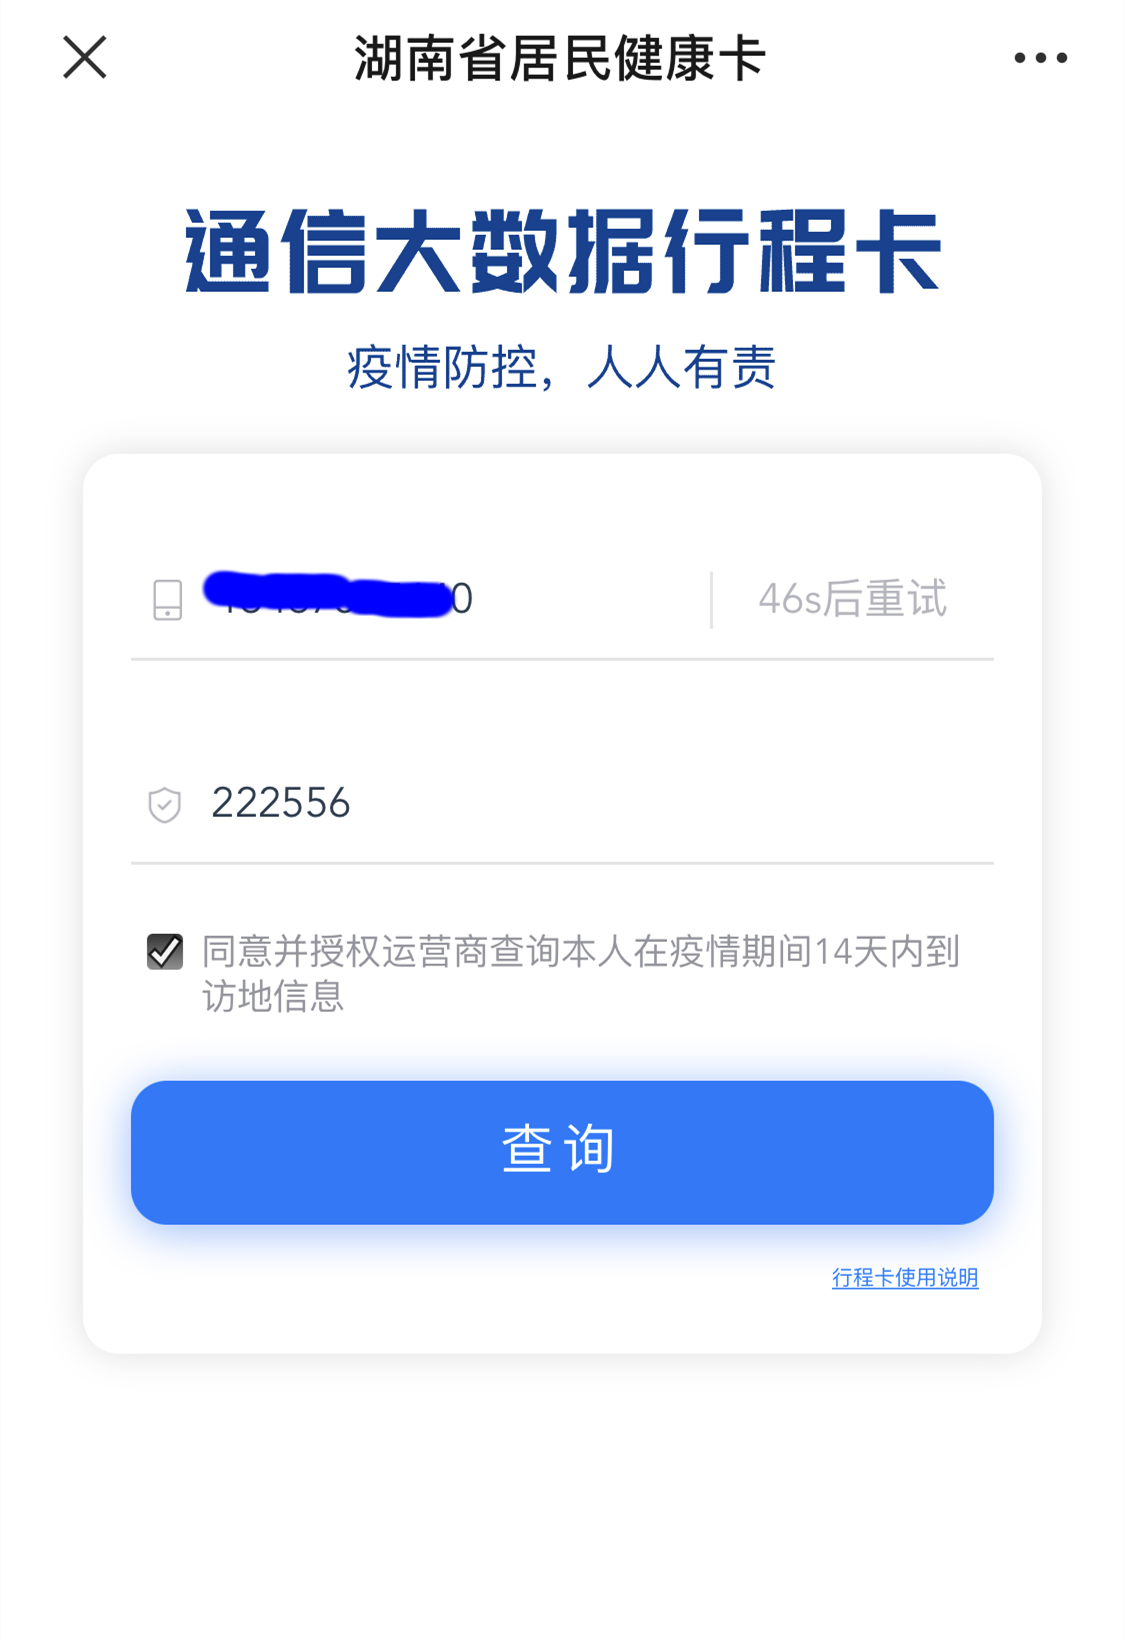 湖南省居民健康卡
通信大数据行程卡
疫情防控，人人有责
0 46s后重试
222556
同意并授权运营商查询本人在疫情期间14天内到
访地信息
查询
行程卡使用说明